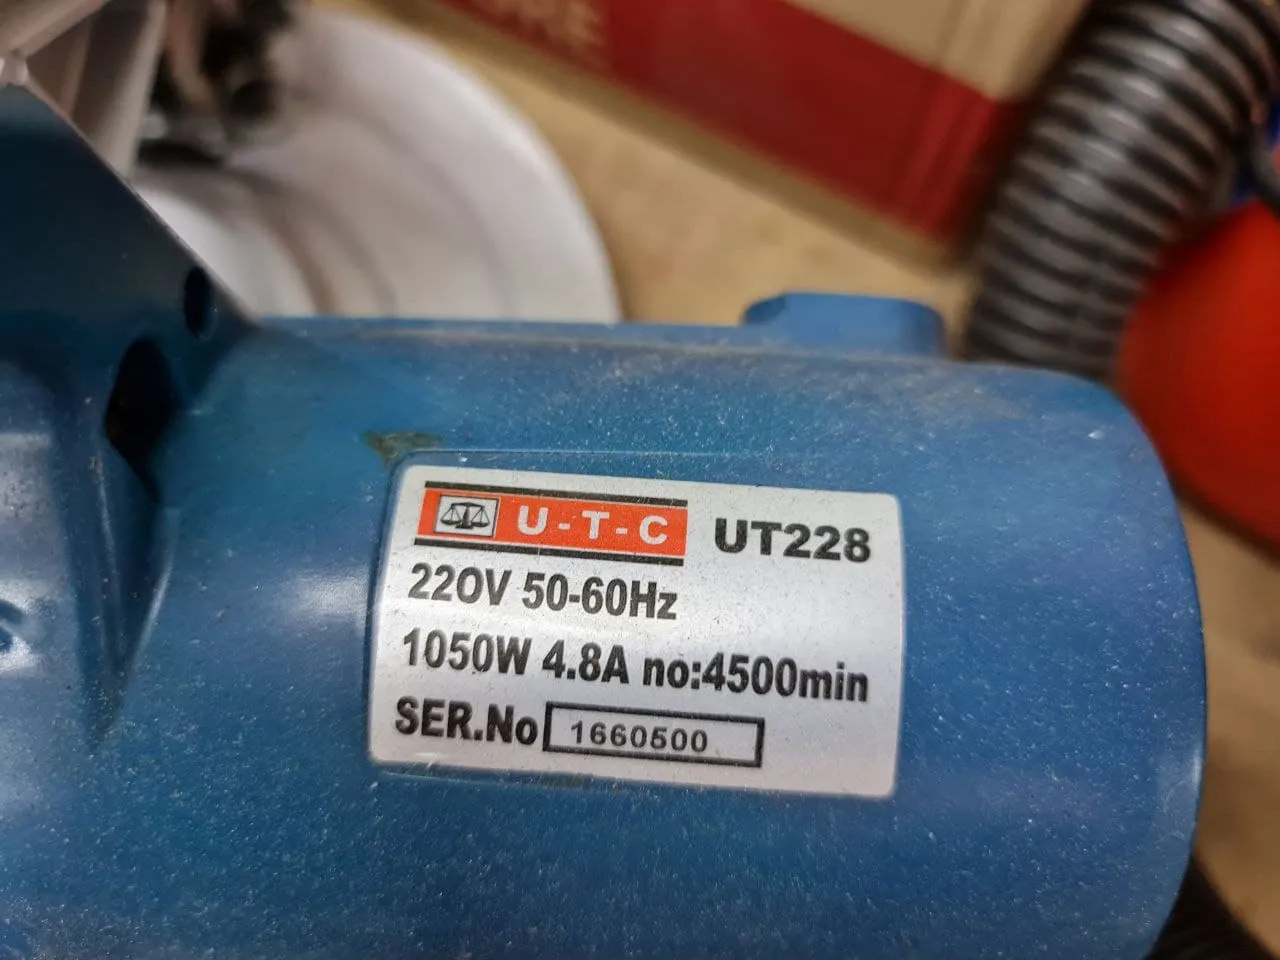 U-T-C UT228
220V 50-60Hz
1050W 4.8A no:4500min
SER.No 1660500